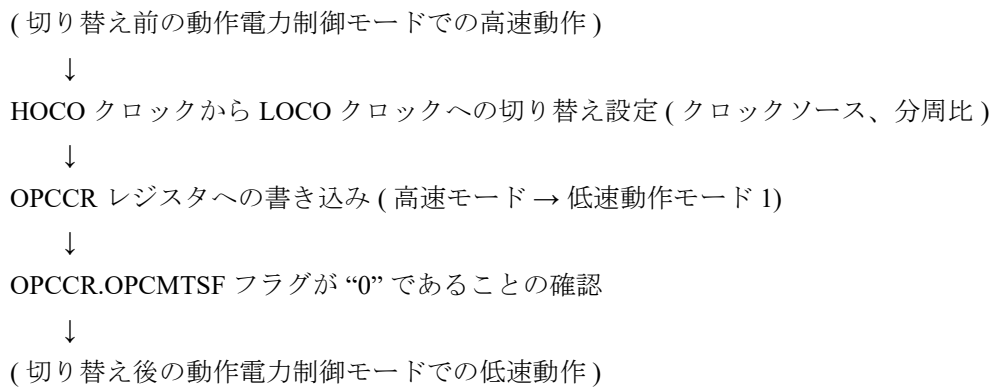 ( 切り替え前の動作電力制御モードでの高速動作 )
↓
HOCO クロックから LOCO クロックへの切り替え設定 ( クロックソース、分周比 )
↓
OPCCR レジスタへの書き込み ( 高速モード → 低速動作モード 1)
↓
OPCCR.OPCMTSF フラグが “0” であることの確認
↓
( 切り替え後の動作電力制御モードでの低速動作 )